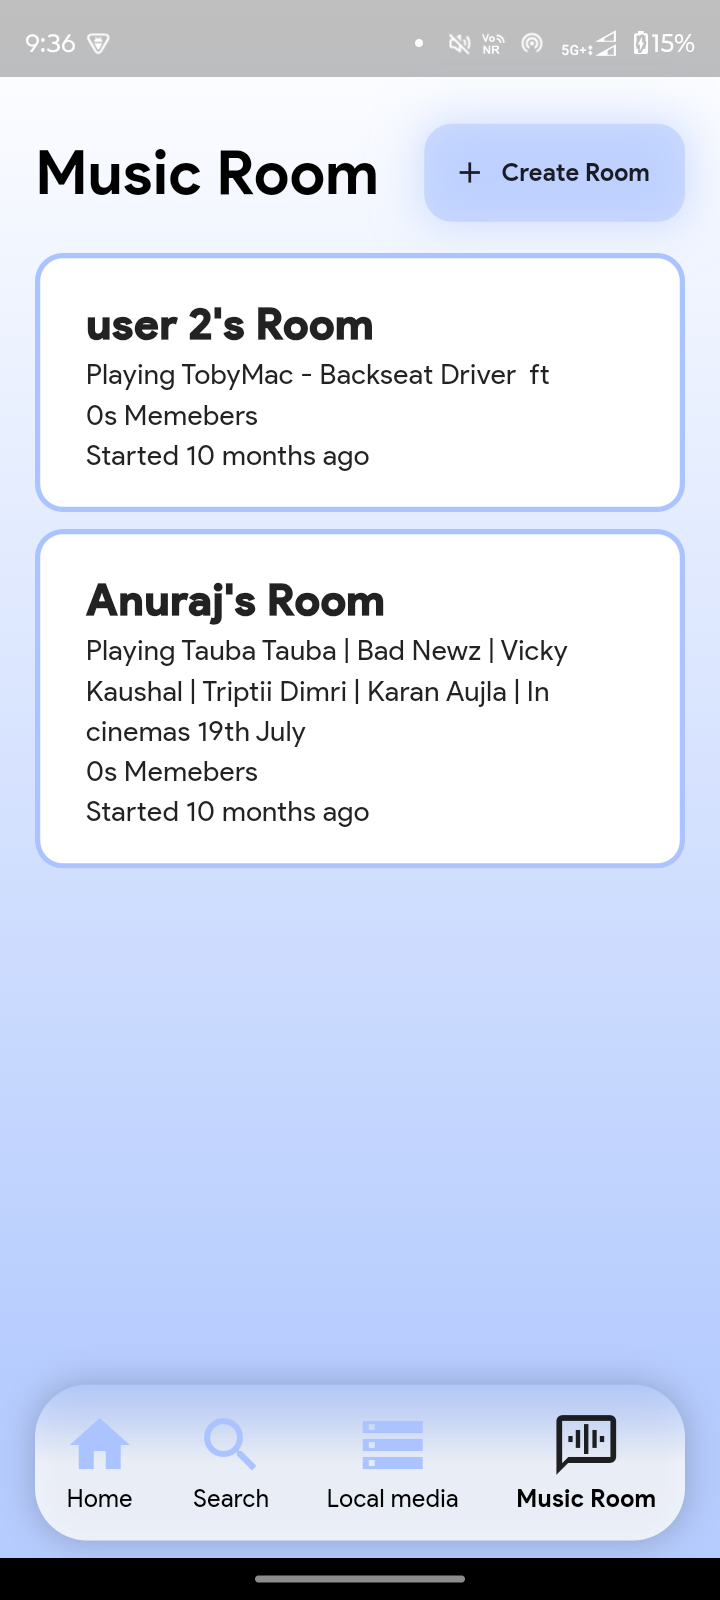 9:36
Vo NR
5G+
15%
Music Room
+ Create Room
user 2's Room
Playing TobyMac - Backseat Driver  ft
0s Memebers
Started 10 months ago
Anuraj's Room
Playing Tauba Tauba | Bad Newz | Vicky
Kaushal | Triptii Dimri | Karan Aujla | In
cinemas 19th July
0s Memebers
Started 10 months ago
Home
Search
Local media
Music Room